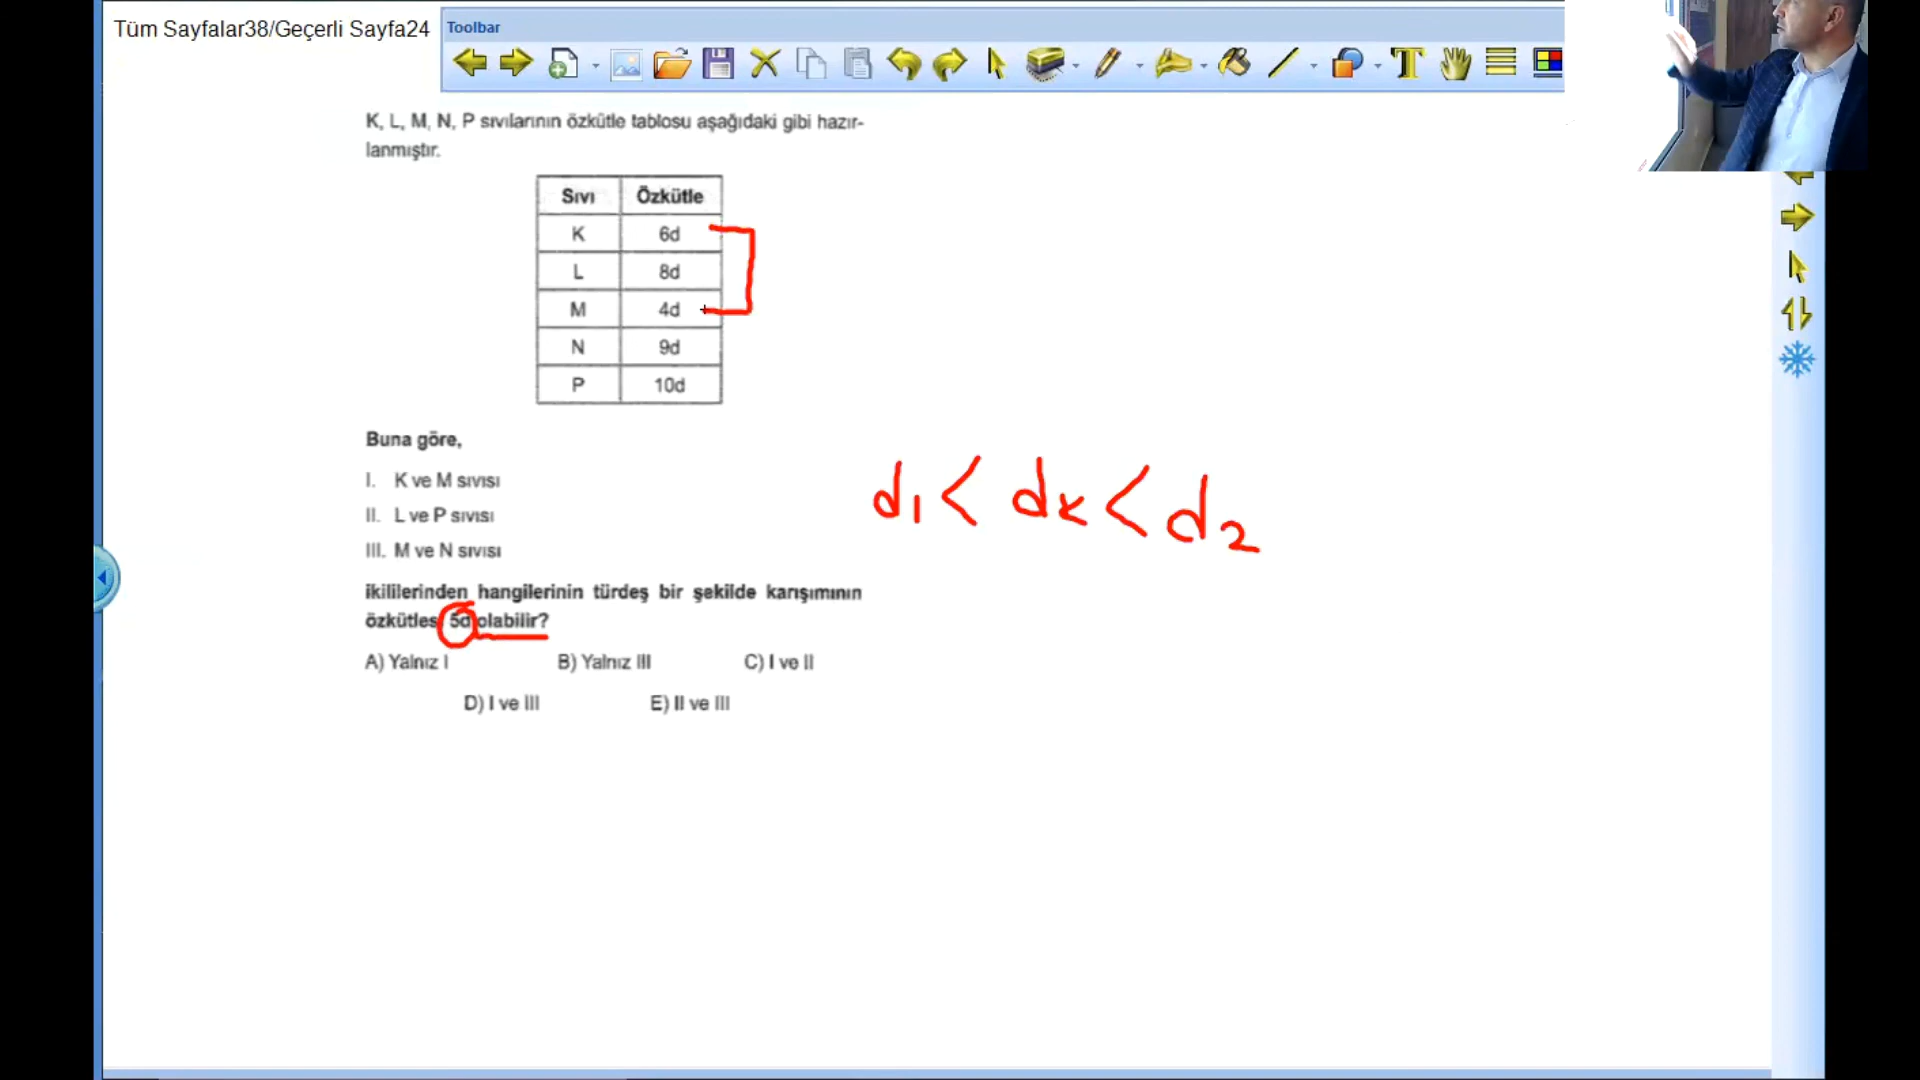 Tüm Sayfalar38/Geçerli Sayfa24
Toolbar
K, L, M, N, P sıvılarının özkütle tablosu aşağıdaki gibi hazır-
lanmıştır.
Sıvı Özkütle
K 6d
L 8d
M 4d
N 9d
P 10d
Buna göre,
I. K ve M sıvısı
II. L ve P sıvısı
III. M ve N sıvısı
d1 < dK < d2
ikililerinden hangilerinin türdeş bir şekilde karışımının
özkütles 5d olabilir?
A) Yalnız I B) Yalnız III C) I ve II
D) I ve III E) II ve III